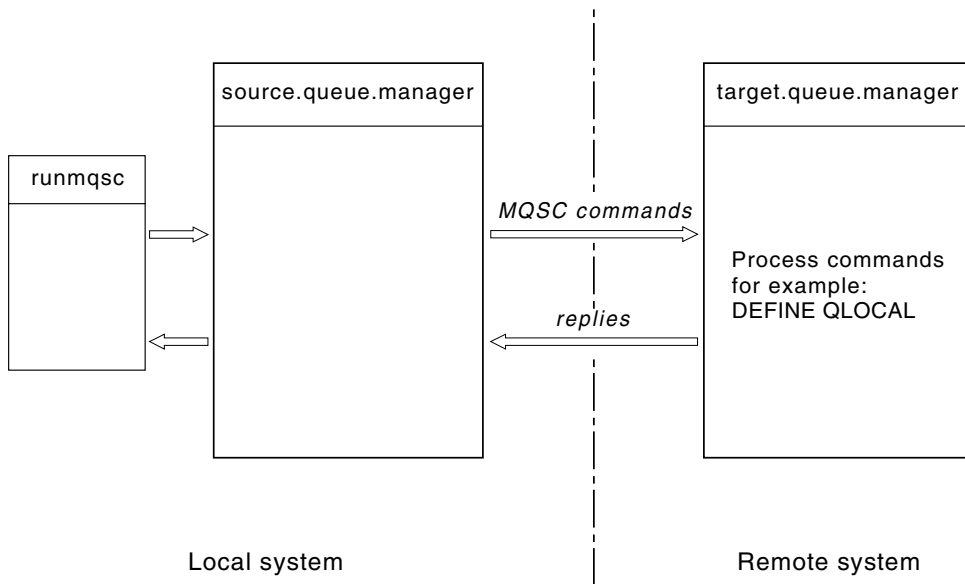 source.queue.manager
target.queue.manager
runmqsc
MQSC commands
Process commands
for example:
DEFINE QLOCAL
replies
Local system
Remote system